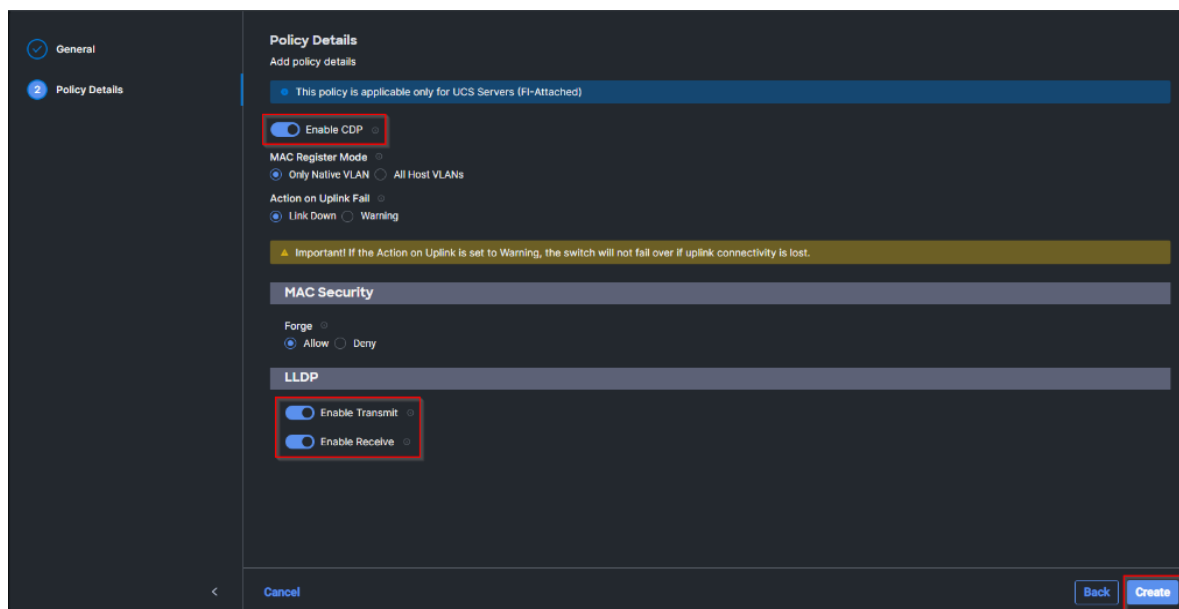 General
2 Policy Details
Policy Details
Add policy details
This policy is applicable only for UCS Servers (FI-Attached)
Enable CDP
MAC Register Mode
Only Native VLAN All Host VLANs
Action on Uplink Fail
Link Down Warning
Important! If the Action on Uplink is set to Warning, the switch will not fail over if uplink connectivity is lost.
MAC Security
Forge
Allow Deny
LLDP
Enable Transmit
Enable Receive
< Cancel Back Create